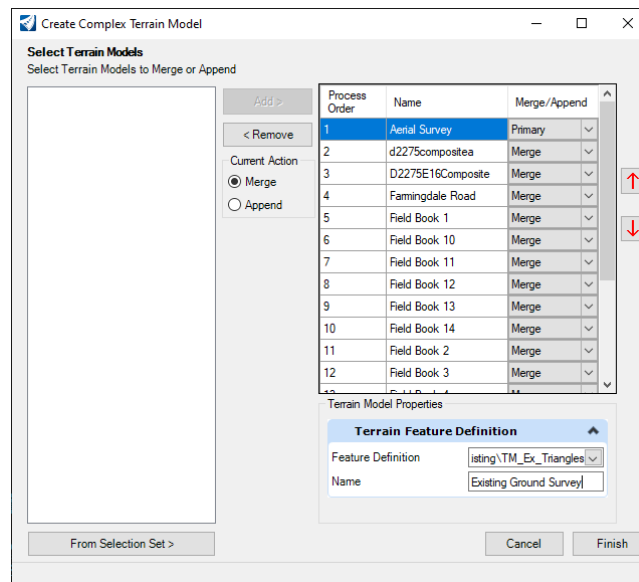 Create Complex Terrain Model
Select Terrain Models
Select Terrain Models to Merge or Append
Add >
< Remove
Current Action
Merge
Append
Process Order Name Merge/Append
1 Aerial Survey Primary
2 d2275compositea Merge
3 D2275E16Composite Merge
4 Farmingdale Road Merge
5 Field Book 1 Merge
6 Field Book 10 Merge
7 Field Book 11 Merge
8 Field Book 12 Merge
9 Field Book 13 Merge
10 Field Book 14 Merge
11 Field Book 2 Merge
12 Field Book 3 Merge
Terrain Model Properties
Terrain Feature Definition
Feature Definition isting\TM_Ex_Triangles
Name Existing Ground Survey
From Selection Set >
Cancel
Finish